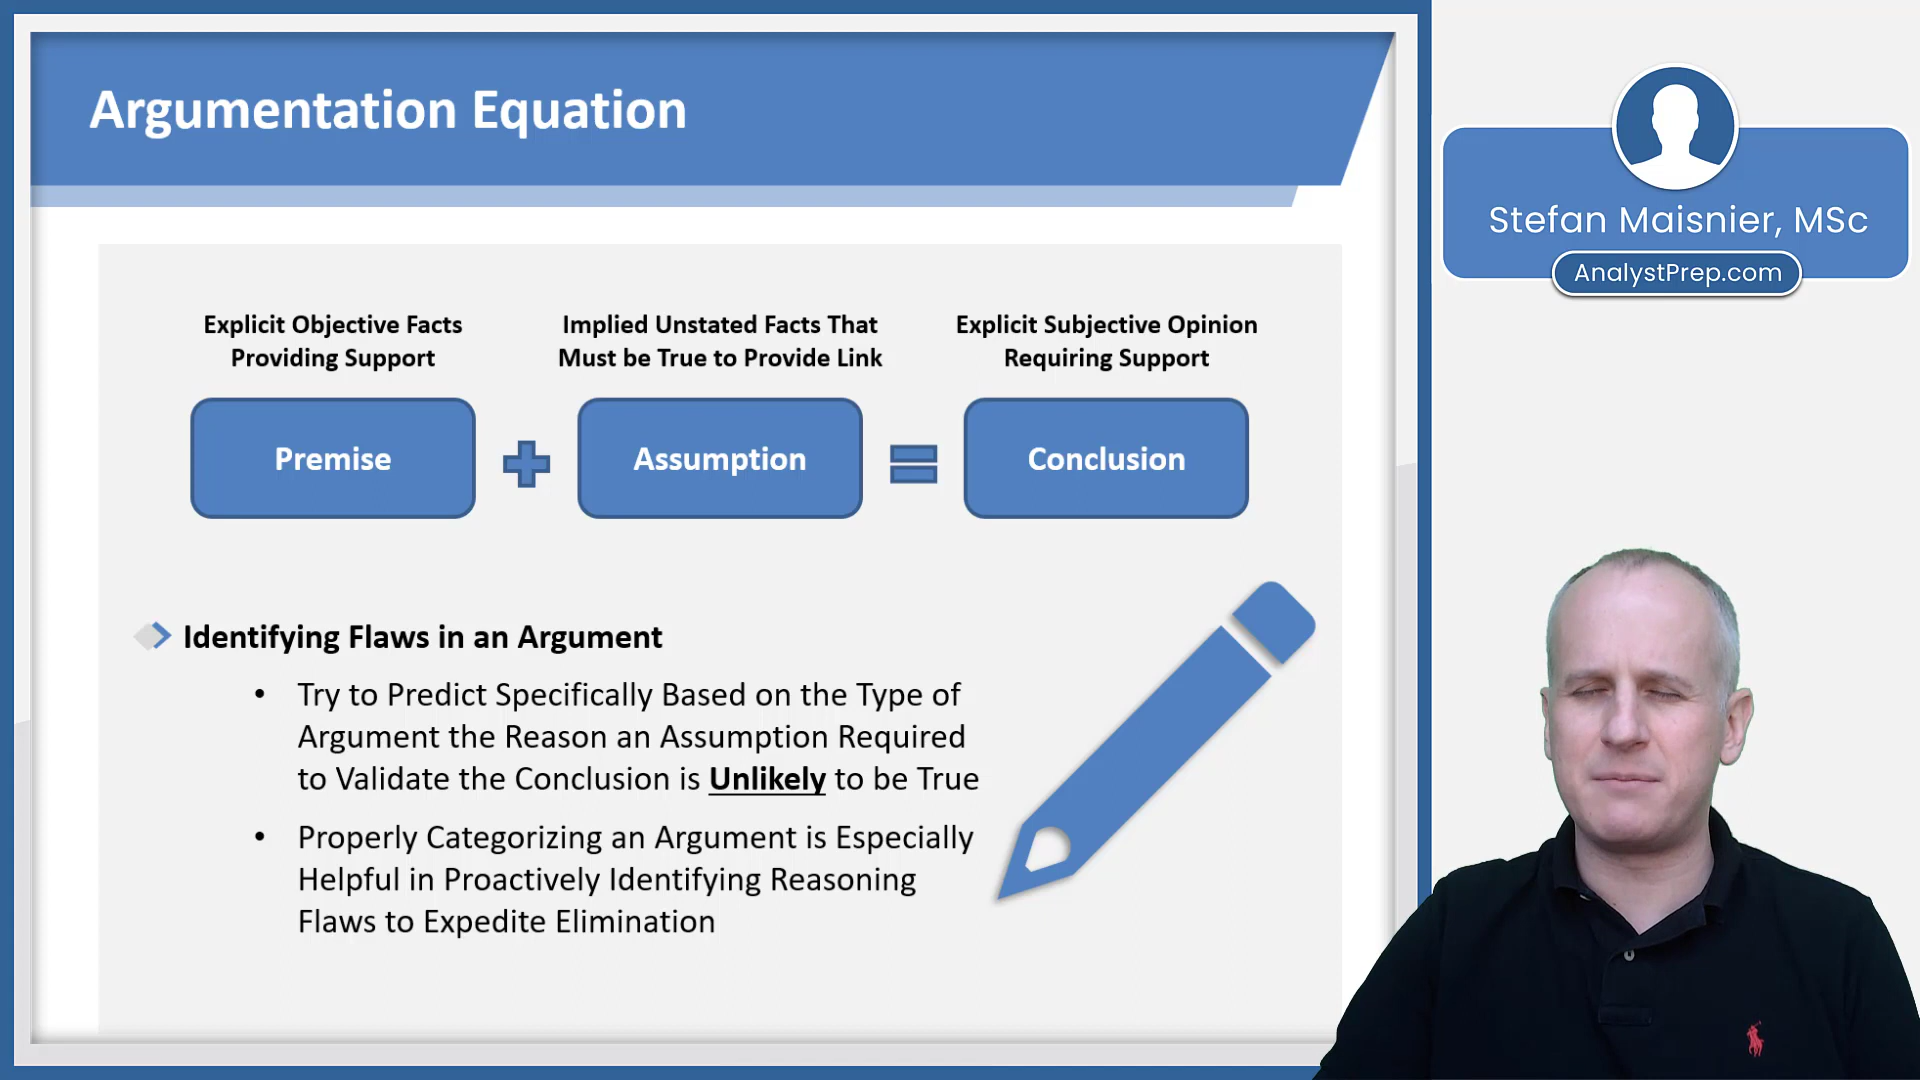 Argumentation Equation
Stefan Maisnier, MSc
AnalystPrep.com
Explicit Objective Facts
Providing Support
Implied Unstated Facts That
Must be True to Provide Link
Explicit Subjective Opinion
Requiring Support
Premise
Assumption
Conclusion
Identifying Flaws in an Argument
• Try to Predict Specifically Based on the Type of
Argument the Reason an Assumption Required
to Validate the Conclusion is Unlikely to be True
• Properly Categorizing an Argument is Especially
Helpful in Proactively Identifying Reasoning
Flaws to Expedite Elimination